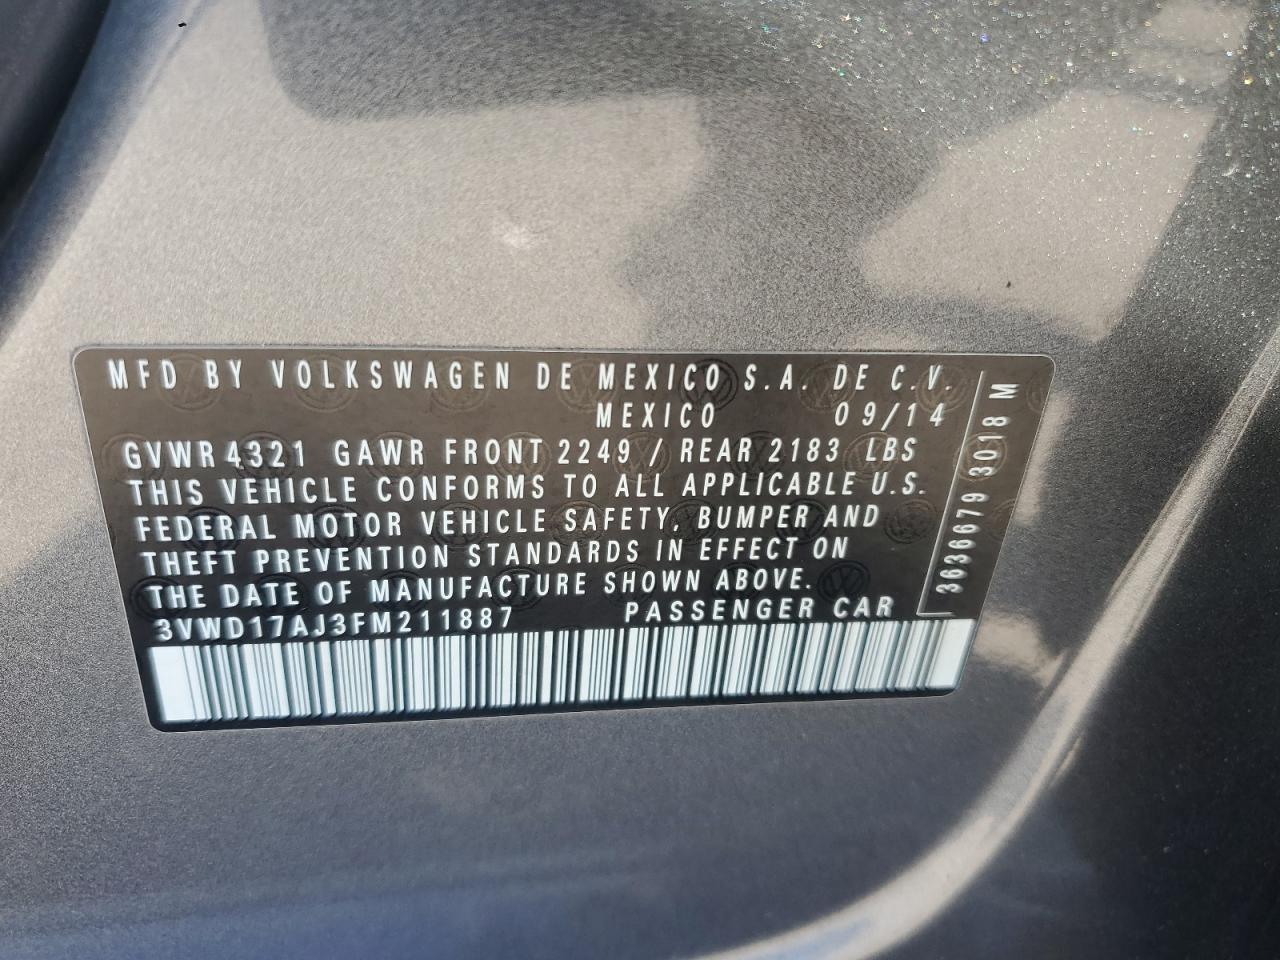 MFD BY VOLKSWAGEN DE MEXICO S.A. DE C.V.
MEXICO 09/14
GVWR 4321 GAWR FRONT 2249 / REAR 2183 LBS
THIS VEHICLE CONFORMS TO ALL APPLICABLE U.S.
FEDERAL MOTOR VEHICLE SAFETY, BUMPER AND
THEFT PREVENTION STANDARDS IN EFFECT ON
THE DATE OF MANUFACTURE SHOWN ABOVE.
3VWD17AJ3FM211887 PASSENGER CAR
3636679 3018 M